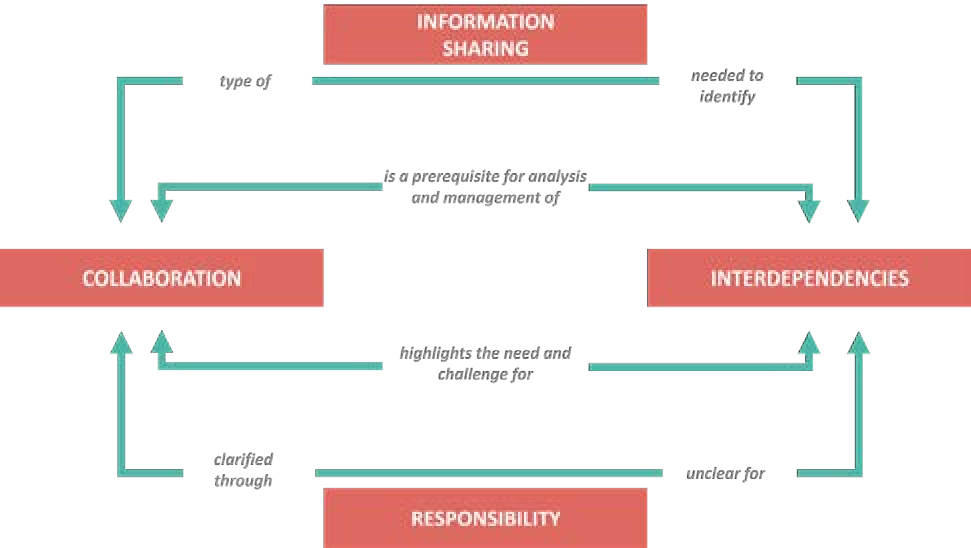 INFORMATION
SHARING
type of
needed to
identify
is a prerequisite for analysis
and management of
COLLABORATION
INTERDEPENDENCIES
highlights the need and
challenge for
clarified
through
unclear for
RESPONSIBILITY